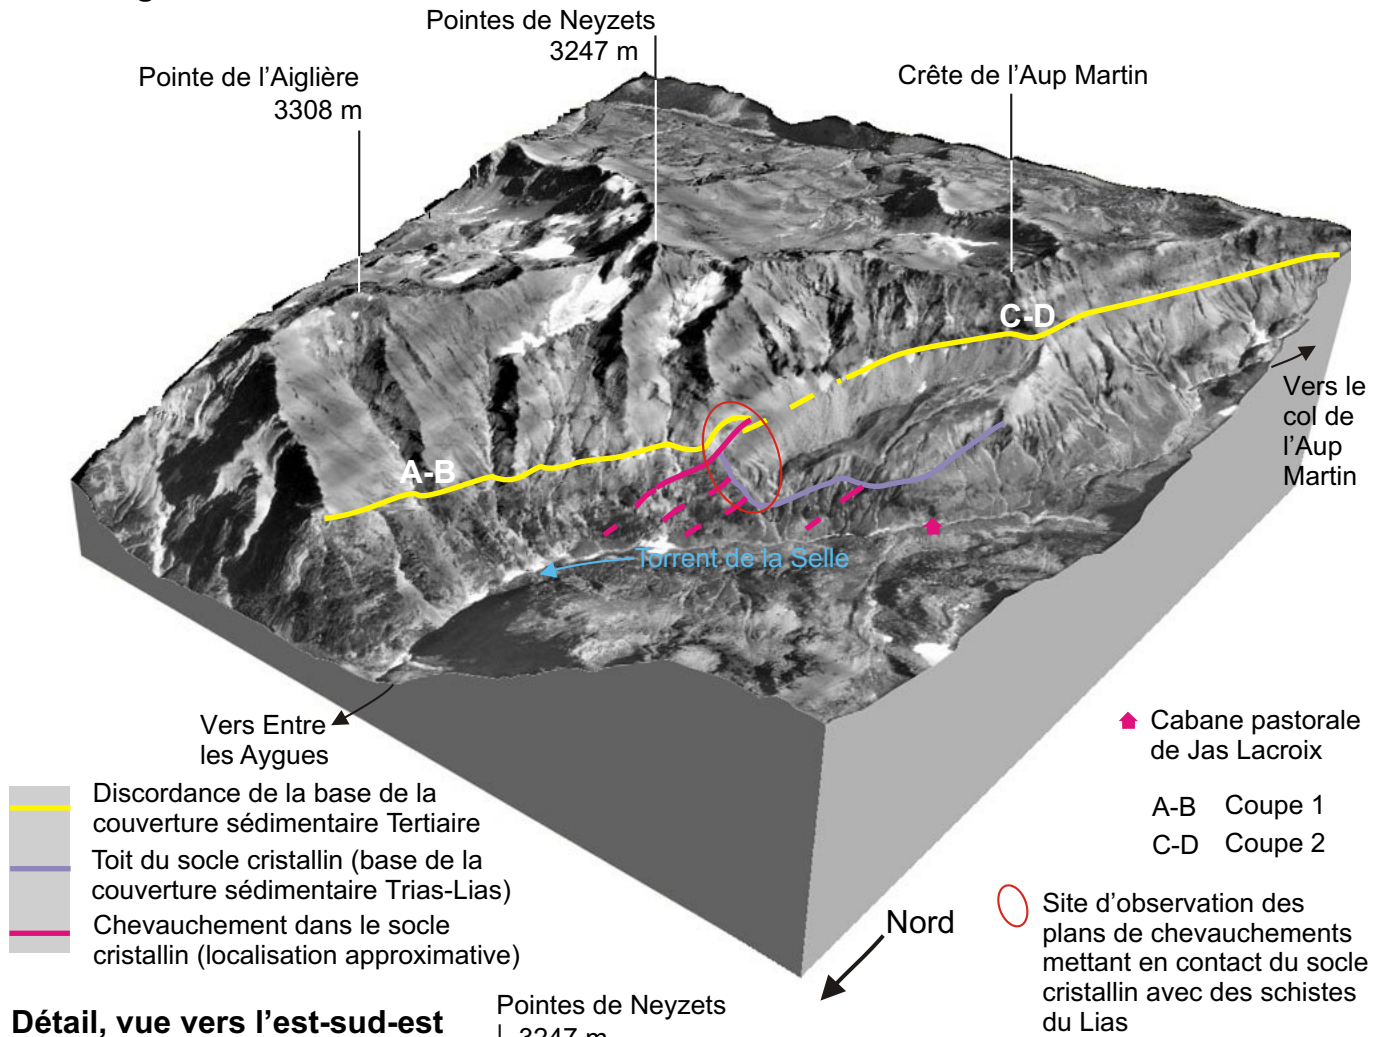 Pointes de Neyzets
3247 m
Pointe de l'Aiglière
3308 m
Crête de l'Aup Martin
C-D
A-B
Vers le
col de
l'Aup
Martin
Torrent de la Selle
Vers Entre
les Aygues
Cabane pastorale
de Jas Lacroix
A-B Coupe 1
C-D Coupe 2
Discordance de la base de la
couverture sédimentaire Tertiaire
Toit du socle cristallin (base de la
couverture sédimentaire Trias-Lias)
Chevauchement dans le socle
cristallin (localisation approximative)
Nord
Site d'observation des
plans de chevauchements
mettant en contact du socle
cristallin avec des schistes
du Lias
Détail, vue vers l'est-sud-est
Pointes de Neyzets
3247 m